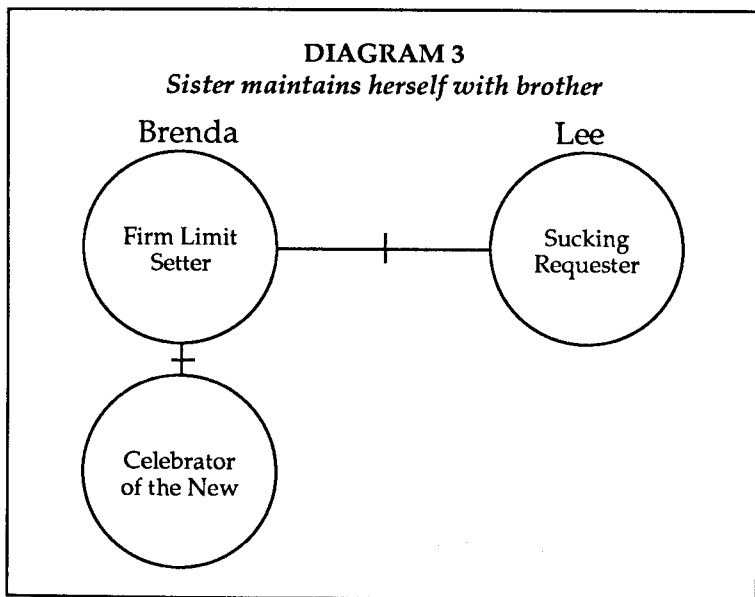 DIAGRAM 3
Sister maintains herself with brother
Brenda
Lee
Firm Limit
Setter
Sucking
Requester
Celebrator
of the New